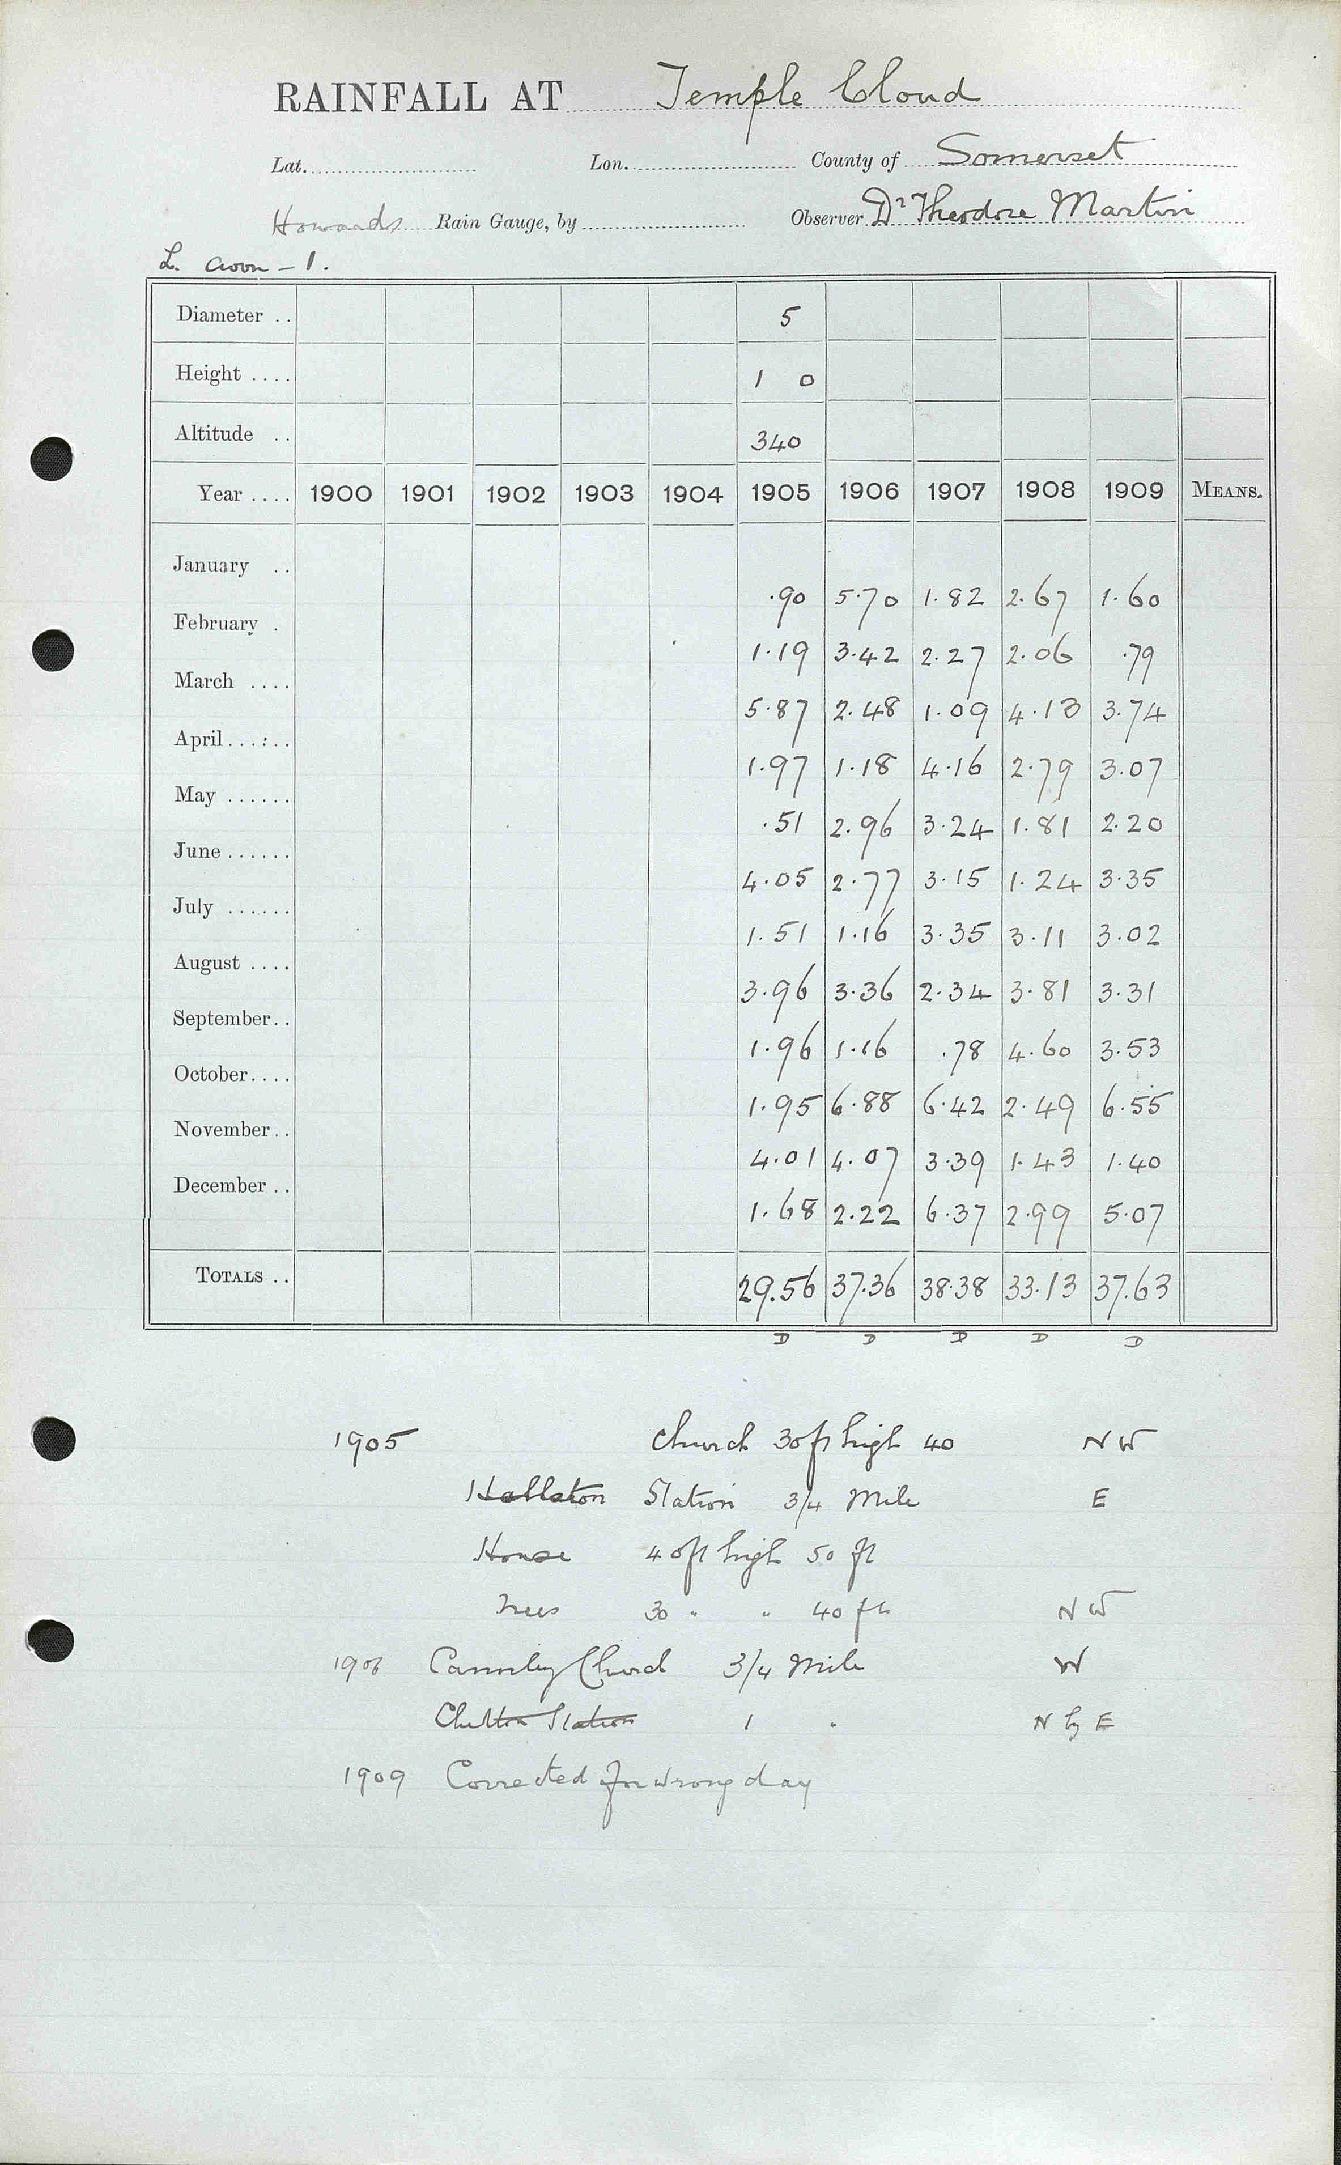 RAINFALL AT Temple Cloud
Lat. Lon. County of Somerset
Howards Rain Gauge, by Observer Dr Theodore Martin
L. Avon - 1.
Diameter .. 5
Height .... 1 0
Altitude .. 340
Year .... 1900 1901 1902 1903 1904 1905 1906 1907 1908 1909 MEANS.
January .. .90 5.70 1.82 2.67 1.60
February . 1.19 3.42 2.27 2.06 .79
March .... 5.87 2.48 1.09 4.13 3.74
April...... 1.97 1.18 4.16 2.79 3.07
May ...... .51 2.96 3.24 1.81 2.20
June ...... 4.05 2.77 3.15 1.24 3.35
July ...... 1.51 1.16 3.35 3.11 3.02
August .... 3.96 3.36 2.34 3.81 3.31
September.. 1.96 1.16 .78 4.60 3.53
October.... 1.95 6.88 6.42 2.49 6.55
November.. 4.01 4.07 3.39 1.43 1.40
December .. 1.68 2.22 6.37 2.99 5.07
TOTALS .. 29.56 37.36 38.38 33.13 37.63
D D D D D
1905 Church 30ft high 40 NW
Hallaton Station 3/4 Mile E
House 40ft high 50 ft
Trees 30 " " 40 ft NW
1906 Cameley Church 3/4 Mile W
Clutton Station 1 " N by E
1909 Corrected for wrong day